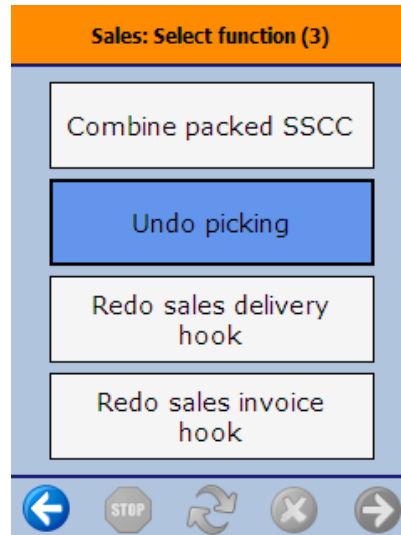 Sales: Select function (3)
Combine packed SSCC
Undo picking
Redo sales delivery
hook
Redo sales invoice
hook
STOP